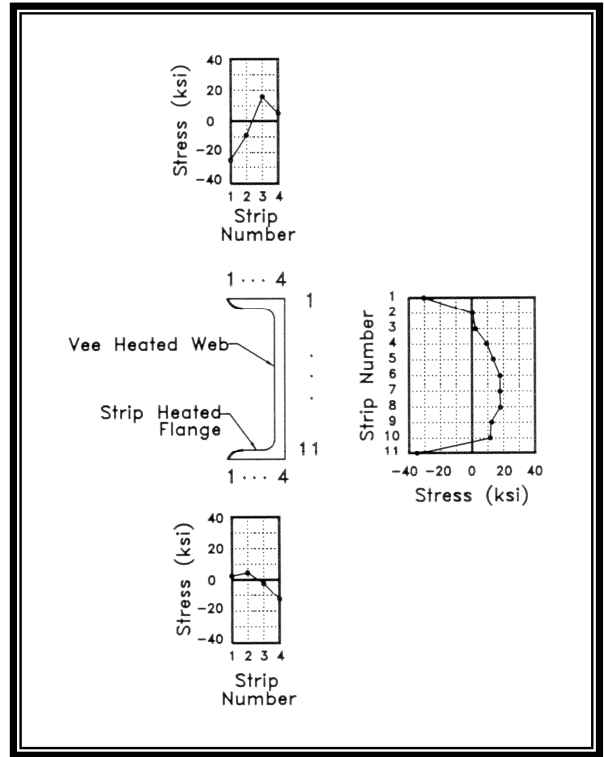 40
20
0
-20
-40
Stress (ksi)
1 2 3 4
Strip
Number
1 ··· 4
1
Vee Heated Web
Strip Heated
Flange
11
1 ··· 4
1
2
3
4
5
6
7
8
9
10
11
Strip Number
-40 -20 0 20 40
Stress (ksi)
40
20
0
-20
-40
Stress (ksi)
1 2 3 4
Strip
Number